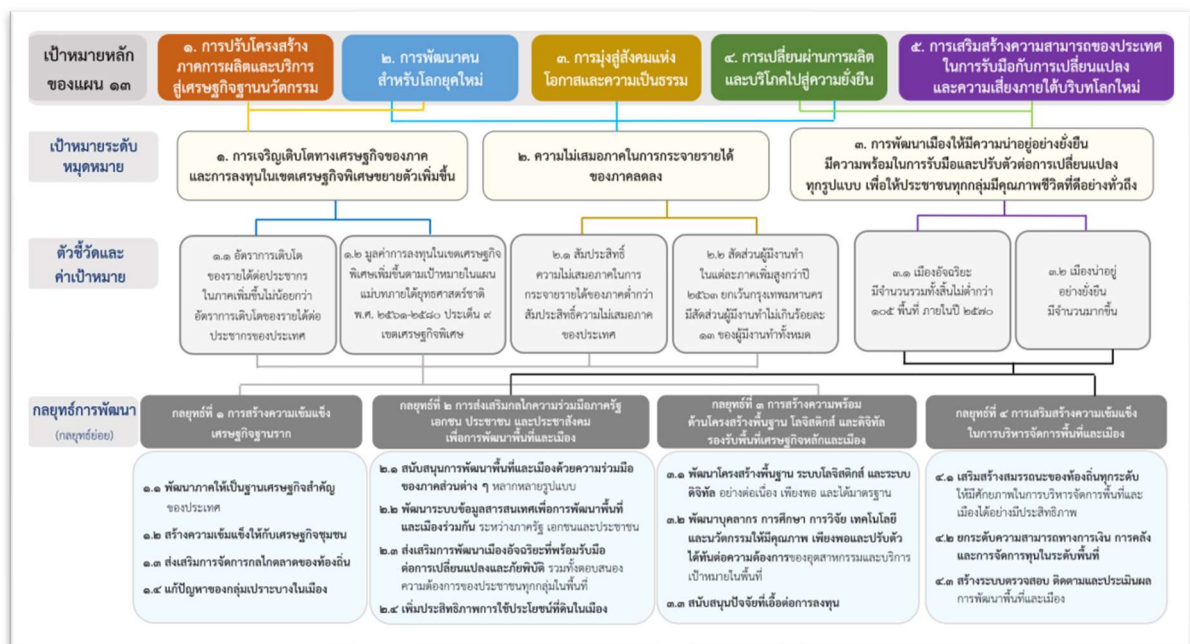 เป้าหมายหลัก
ของแผน ๑๓
๑. การปรับโครงสร้าง
ภาคการผลิตและบริการ
สู่เศรษฐกิจฐานนวัตกรรม
๒. การพัฒนาคน
สำหรับโลกยุคใหม่
๓. การมุ่งสู่สังคมแห่ง
โอกาสและความเป็นธรรม
๔. การเปลี่ยนผ่านการผลิต
และบริโภคไปสู่ความยั่งยืน
๕. การเสริมสร้างความสามารถของประเทศ
ในการรับมือกับการเปลี่ยนแปลง
และความเสี่ยงภายใต้บริบทโลกใหม่
เป้าหมายระดับ
หมุดหมาย
๑. การเจริญเติบโตทางเศรษฐกิจของภาค
และการลงทุนในเขตเศรษฐกิจพิเศษขยายตัวเพิ่มขึ้น
๒. ความไม่เสมอภาคในการกระจายรายได้
ของภาคลดลง
๓. การพัฒนาเมืองให้มีความน่าอยู่อย่างยั่งยืน
มีความพร้อมในการรับมือและปรับตัวต่อการเปลี่ยนแปลง
ทุกรูปแบบ เพื่อให้ประชาชนทุกกลุ่มมีคุณภาพชีวิตที่ดีอย่างทั่วถึง
ตัวชี้วัดและ
ค่าเป้าหมาย
๑.๑ อัตราการเติบโต
ของรายได้ต่อประชากร
ในภาคเพิ่มขึ้นไม่น้อยกว่า
อัตราการเติบโตของรายได้ต่อ
ประชากรของประเทศ
๑.๒ มูลค่าการลงทุนในเขตเศรษฐกิจ
พิเศษเพิ่มขึ้นตามเป้าหมายในแผน
แม่บทภายใต้ยุทธศาสตร์ชาติ
พ.ศ. ๒๕๖๑-๒๕๘๐ ประเด็น ๙
เขตเศรษฐกิจพิเศษ
๒.๑ สัมประสิทธิ์
ความไม่เสมอภาคในการ
กระจายรายได้ของภาคต่ำกว่า
สัมประสิทธิ์ความไม่เสมอภาค
ของประเทศ
๒.๒ สัดส่วนผู้มีงานทำ
ในแต่ละภาคเพิ่มสูงกว่าปี
๒๕๖๓ ยกเว้นกรุงเทพมหานคร
มีสัดส่วนผู้มีงานทำไม่เกินร้อยละ
๑๓ ของผู้มีงานทำทั้งหมด
๓.๑ เมืองอัจฉริยะ
มีจำนวนรวมทั้งสิ้นไม่ต่ำกว่า
๑๐๕ พื้นที่ ภายในปี ๒๕๗๐
๓.๒ เมืองน่าอยู่
อย่างยั่งยืน
มีจำนวนมากขึ้น
กลยุทธ์การพัฒนา
(กลยุทธ์ย่อย)
กลยุทธ์ที่ ๑ การสร้างความเข้มแข็ง
เศรษฐกิจฐานราก
กลยุทธ์ที่ ๒ การส่งเสริมกลไกความร่วมมือภาครัฐ
เอกชน ประชาชน และประชาสังคม
เพื่อการพัฒนาพื้นที่และเมือง
กลยุทธ์ที่ ๓ การสร้างความพร้อม
ด้านโครงสร้างพื้นฐาน โลจิสติกส์ และดิจิทัล
รองรับพื้นที่เศรษฐกิจหลักและเมือง
กลยุทธ์ที่ ๔ การเสริมสร้างความเข้มแข็ง
ในการบริหารจัดการพื้นที่และเมือง
๑.๑ พัฒนาภาคให้เป็นฐานเศรษฐกิจสำคัญ
ของประเทศ
๑.๒ สร้างความเข้มแข็งให้กับเศรษฐกิจชุมชน
๑.๓ ส่งเสริมการจัดการกลไกตลาดของท้องถิ่น
๑.๔ แก้ปัญหาของกลุ่มเปราะบางในเมือง
๒.๑ สนับสนุนการพัฒนาพื้นที่และเมืองด้วยความร่วมมือ
ของภาคส่วนต่าง ๆ หลากหลายรูปแบบ
๒.๒ พัฒนาระบบข้อมูลสารสนเทศเพื่อการพัฒนาพื้นที่
และเมืองร่วมกัน ระหว่างภาครัฐ เอกชนและประชาชน
๒.๓ ส่งเสริมการพัฒนาเมืองอัจฉริยะที่พร้อมรับมือ
ต่อการเปลี่ยนแปลงและภัยพิบัติ รวมทั้งตอบสนอง
ความต้องการของประชาชนทุกกลุ่มในพื้นที่
๒.๔ เพิ่มประสิทธิภาพการใช้ประโยชน์ที่ดินในเมือง
๓.๑ พัฒนาโครงสร้างพื้นฐาน ระบบโลจิสติกส์ และระบบ
ดิจิทัล อย่างต่อเนื่อง เพียงพอ และได้มาตรฐาน
๓.๒ พัฒนาบุคลากร การศึกษา การวิจัย เทคโนโลยี
และนวัตกรรมให้มีคุณภาพ เพียงพอและปรับตัว
ได้ทันต่อความต้องการของอุตสาหกรรมและบริการ
เป้าหมายในพื้นที่
๓.๓ สนับสนุนปัจจัยที่เอื้อต่อการลงทุน
๔.๑ เสริมสร้างสมรรถนะของท้องถิ่นทุกระดับ
ให้มีศักยภาพในการบริหารจัดการพื้นที่และ
เมืองได้อย่างมีประสิทธิภาพ
๔.๒ ยกระดับความสามารถทางการเงิน การคลัง
และการจัดการทุนในระดับพื้นที่
๔.๓ สร้างระบบตรวจสอบ ติดตามและประเมินผล
การพัฒนาพื้นที่และเมือง